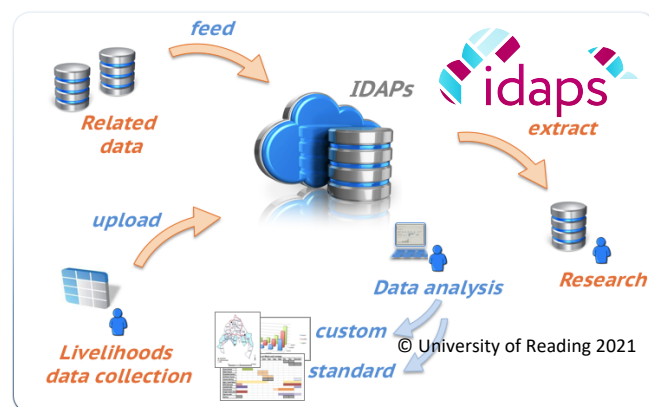 feed
IDAPs
idaps
Related
data
extract
upload
Data analysis
Research
custom
© University of Reading 2021
Livelihoods
data collection
standard